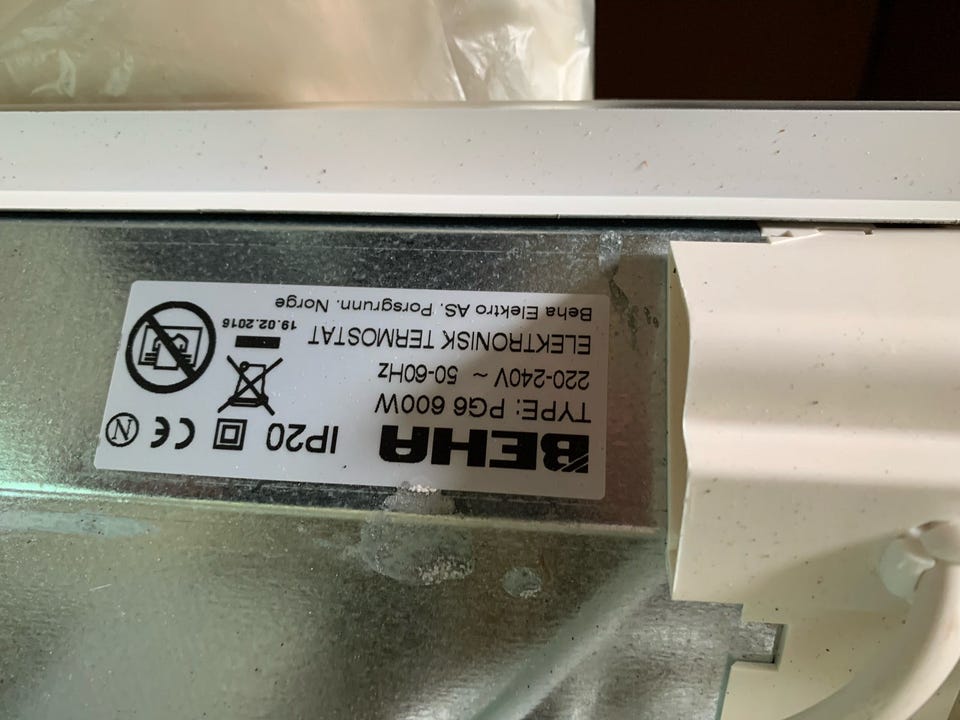 BEHA
IP20
TYPE: PG6 600W
220-240V ~ 50-60Hz
ELEKTRONISK TERMOSTAT
19.02.2016
Beha Elektro AS. Porsgrunn. Norge
CE
N